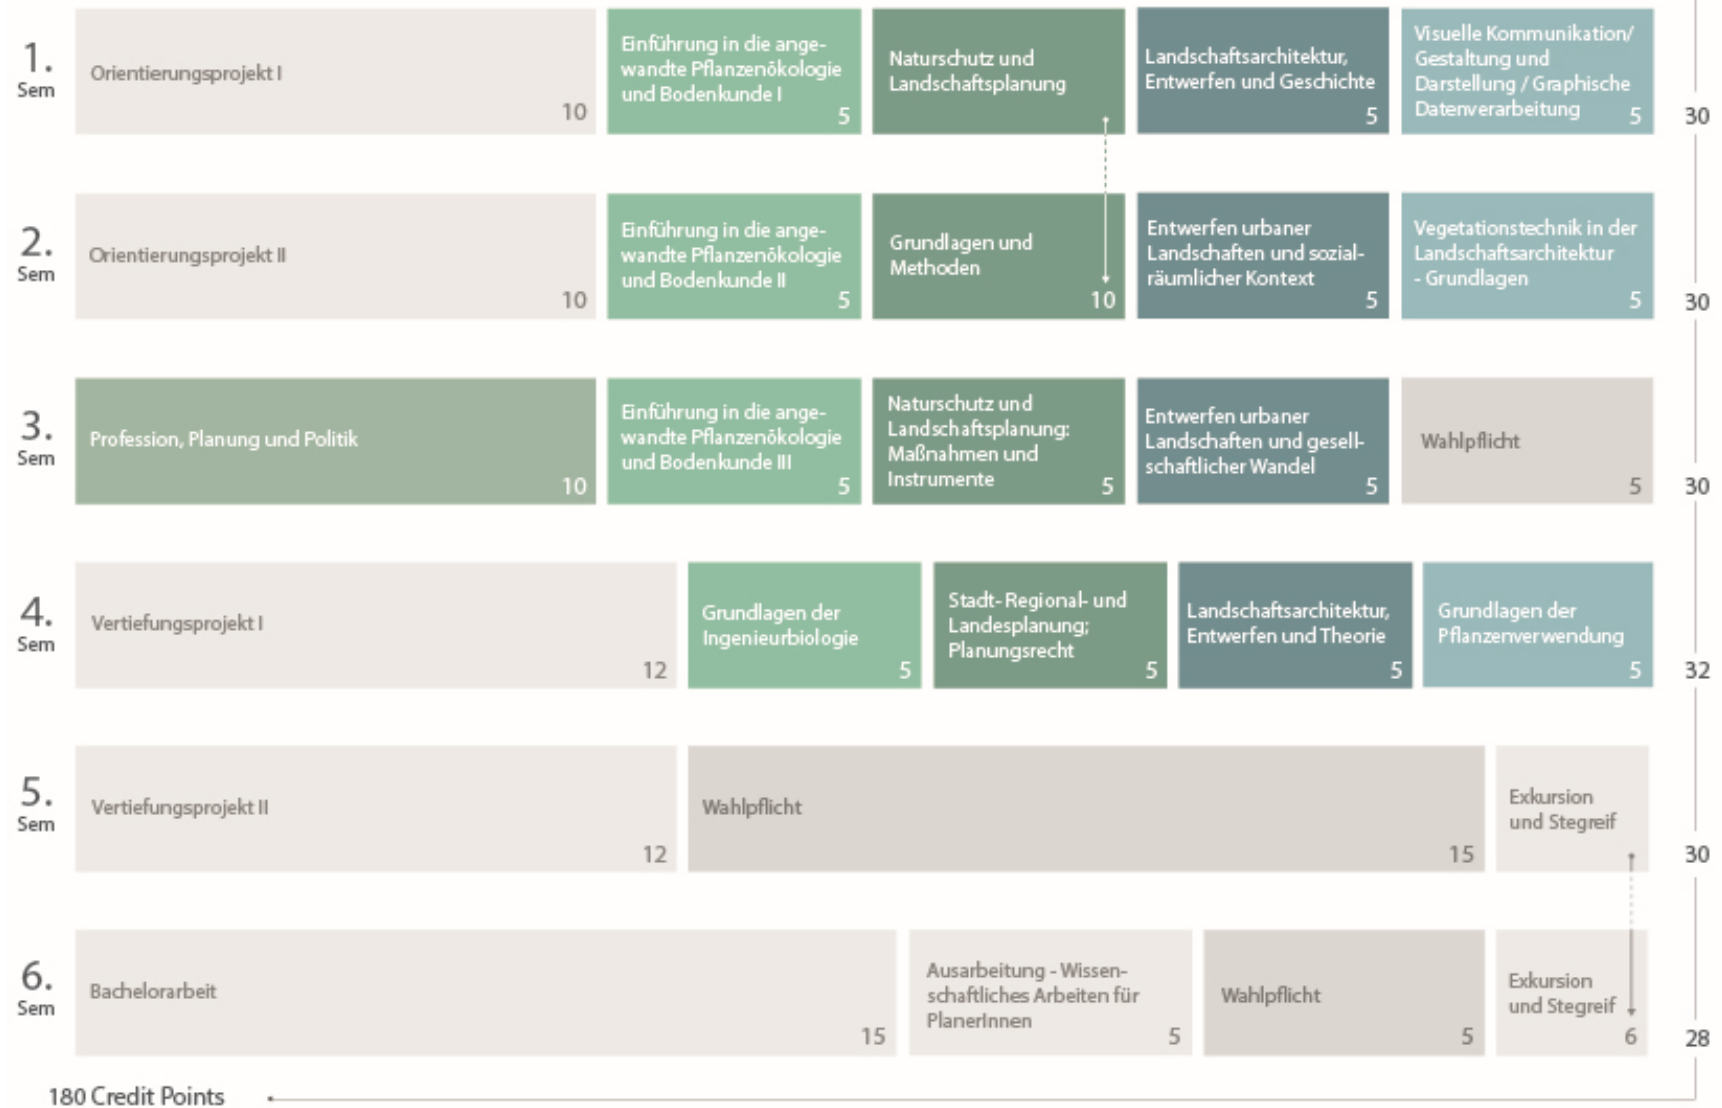 1.
Sem
Orientierungsprojekt I
10
Einführung in die ange-
wandte Pflanzenökologie
und Bodenkunde I
5
Naturschutz und
Landschaftsplanung
Landschaftsarchitektur,
Entwerfen und Geschichte
5
Visuelle Kommunikation/
Gestaltung und
Darstellung / Graphische
Datenverarbeitung
5
30
2.
Sem
Orientierungsprojekt II
10
Einführung in die ange-
wandte Pflanzenökologie
und Bodenkunde II
5
Grundlagen und
Methoden
10
Entwerfen urbaner
Landschaften und sozial-
räumlicher Kontext
5
Vegetationstechnik in der
Landschaftsarchitektur
- Grundlagen
5
30
3.
Sem
Profession, Planung und Politik
10
Einführung in die ange-
wandte Pflanzenökologie
und Bodenkunde III
5
Naturschutz und
Landschaftsplanung:
Maßnahmen und
Instrumente
5
Entwerfen urbaner
Landschaften und gesell-
schaftlicher Wandel
5
Wahlpflicht
5
30
4.
Sem
Vertiefungsprojekt I
12
Grundlagen der
Ingenieurbiologie
5
Stadt- Regional- und
Landesplanung;
Planungsrecht
5
Landschaftsarchitektur,
Entwerfen und Theorie
5
Grundlagen der
Pflanzenverwendung
5
32
5.
Sem
Vertiefungsprojekt II
12
Wahlpflicht
15
Exkursion
und Stegreif
30
6.
Sem
Bachelorarbeit
15
Ausarbeitung - Wissen-
schaftliches Arbeiten für
PlanerInnen
5
Wahlpflicht
5
Exkursion
und Stegreif
6
28
180 Credit Points